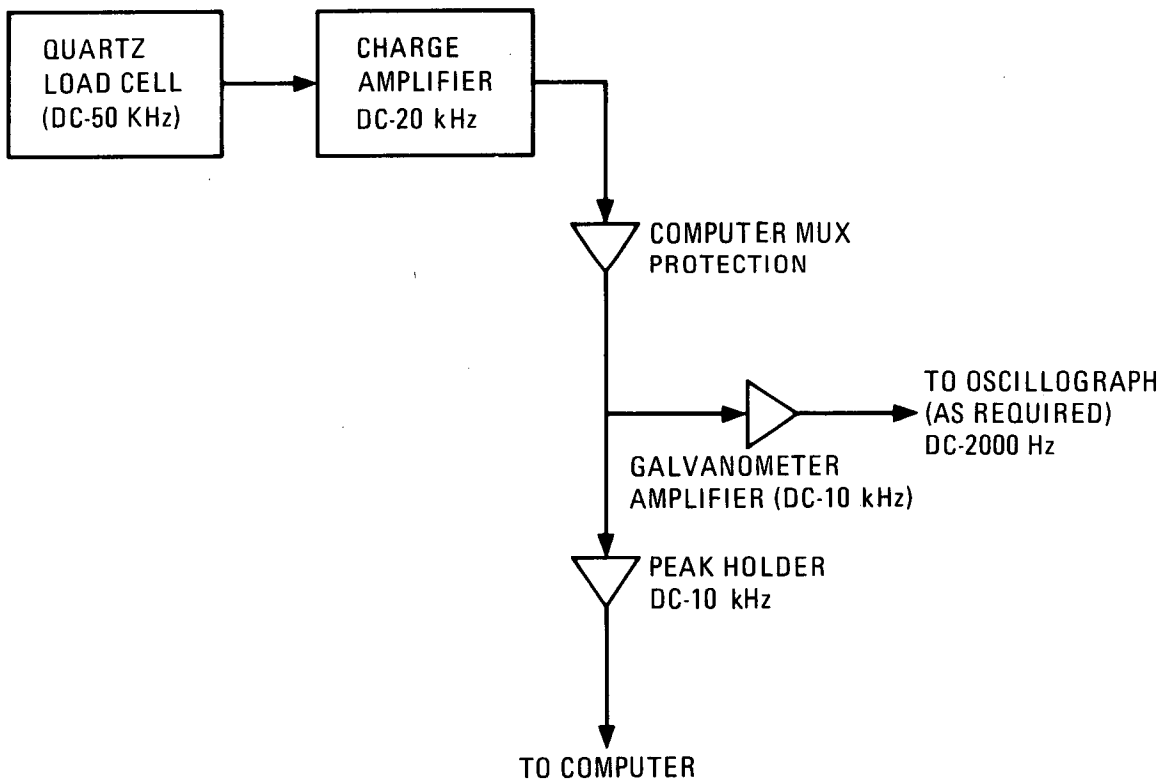 QUARTZ
LOAD CELL
(DC-50 KHz)
CHARGE
AMPLIFIER
DC-20 kHz
COMPUTER MUX
PROTECTION
TO OSCILLOGRAPH
(AS REQUIRED)
DC-2000 Hz
GALVANOMETER
AMPLIFIER (DC-10 kHz)
PEAK HOLDER
DC-10 kHz
TO COMPUTER